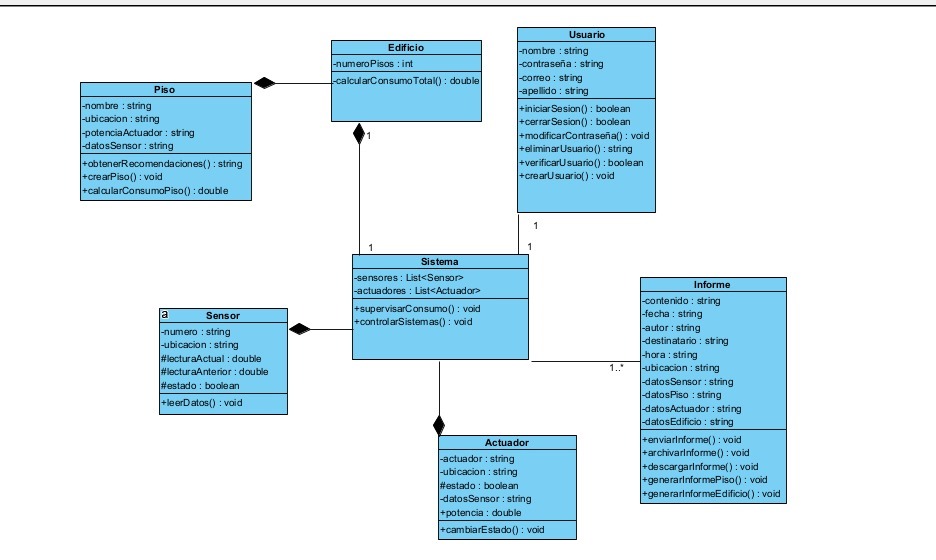 Edificio
-numeroPisos : int
-calcularConsumoTotal() : double
Usuario
-nombre : string
-contraseña : string
-correo : string
-apellido : string
+iniciarSesion() : boolean
+cerrarSesion() : boolean
+modificarContraseña() : void
+eliminarUsuario() : string
+verificarUsuario() : boolean
+crearUsuario() : void
Piso
-nombre : string
-ubicacion : string
-potenciaActuador : string
-datosSensor : string
+obtenerRecomendaciones() : string
+crearPiso() : void
+calcularConsumoPiso() : double
1
1
1
1
Sistema
-sensores : List<Sensor>
-actuadores : List<Actuador>
+supervisarConsumo() : void
+controlarSistemas() : void
a
Sensor
-numero : string
-ubicacion : string
#lecturaActual : double
#lecturaAnterior : double
#estado : boolean
+leerDatos() : void
1..*
Informe
-contenido : string
-fecha : string
-autor : string
-destinatario : string
-hora : string
-ubicacion : string
-datosSensor : string
-datosPiso : string
-datosActuador : string
-datosEdificio : string
+enviarInforme() : void
+archivarInforme() : void
+descargarInforme() : void
+generarInformePiso() : void
+generarInformeEdificio() : void
Actuador
-actuador : string
-ubicacion : string
#estado : boolean
-datosSensor : string
+potencia : double
+cambiarEstado() : void